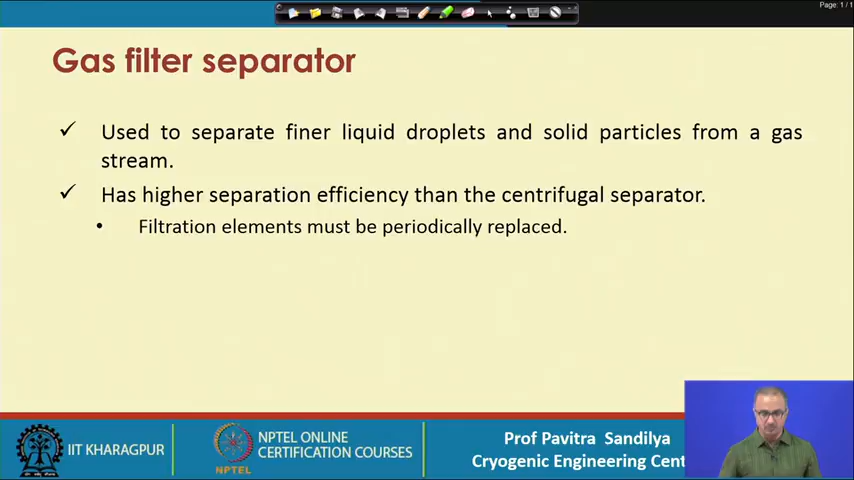 Page: 1 / 1
Gas filter separator
✓ Used to separate finer liquid droplets and solid particles from a gas
stream.
✓ Has higher separation efficiency than the centrifugal separator.
• Filtration elements must be periodically replaced.
IIT KHARAGPUR
NPTEL
NPTEL ONLINE
CERTIFICATION COURSES
Prof Pavitra Sandilya
Cryogenic Engineering Cent